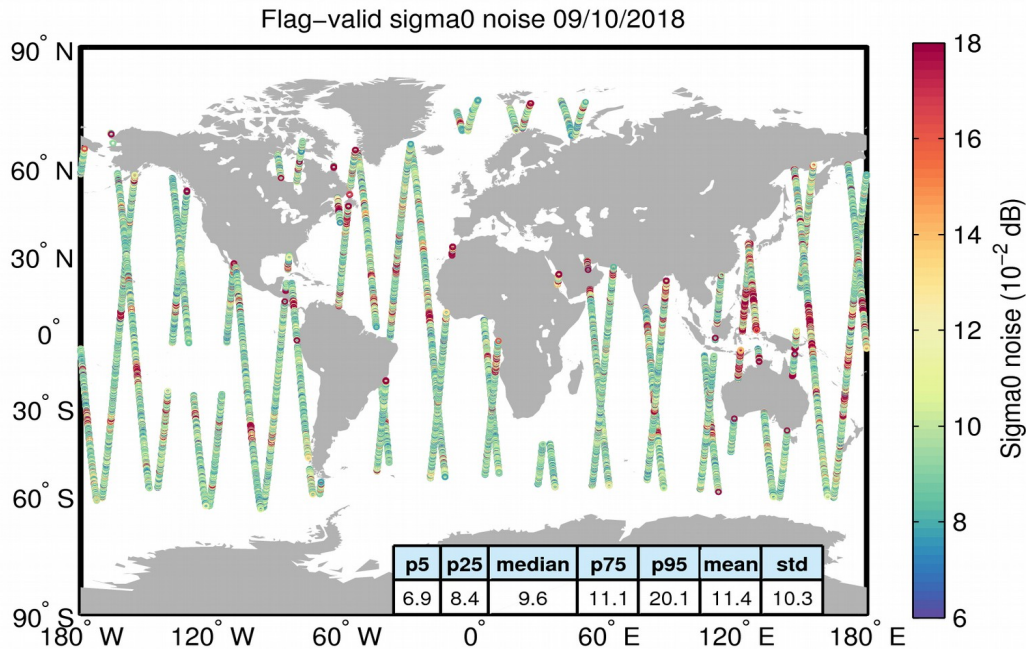 Flag-valid sigma0 noise 09/10/2018
90° N
60° N
30° N
0°
30° S
60° S
90° S
180° W
120° W
60° W
0°
60° E
120° E
180° E
p5 p25 median p75 p95 mean std
6.9 8.4 9.6 11.1 20.1 11.4 10.3
18
16
14
12
10
8
6
Sigma0 noise (10⁻² dB)